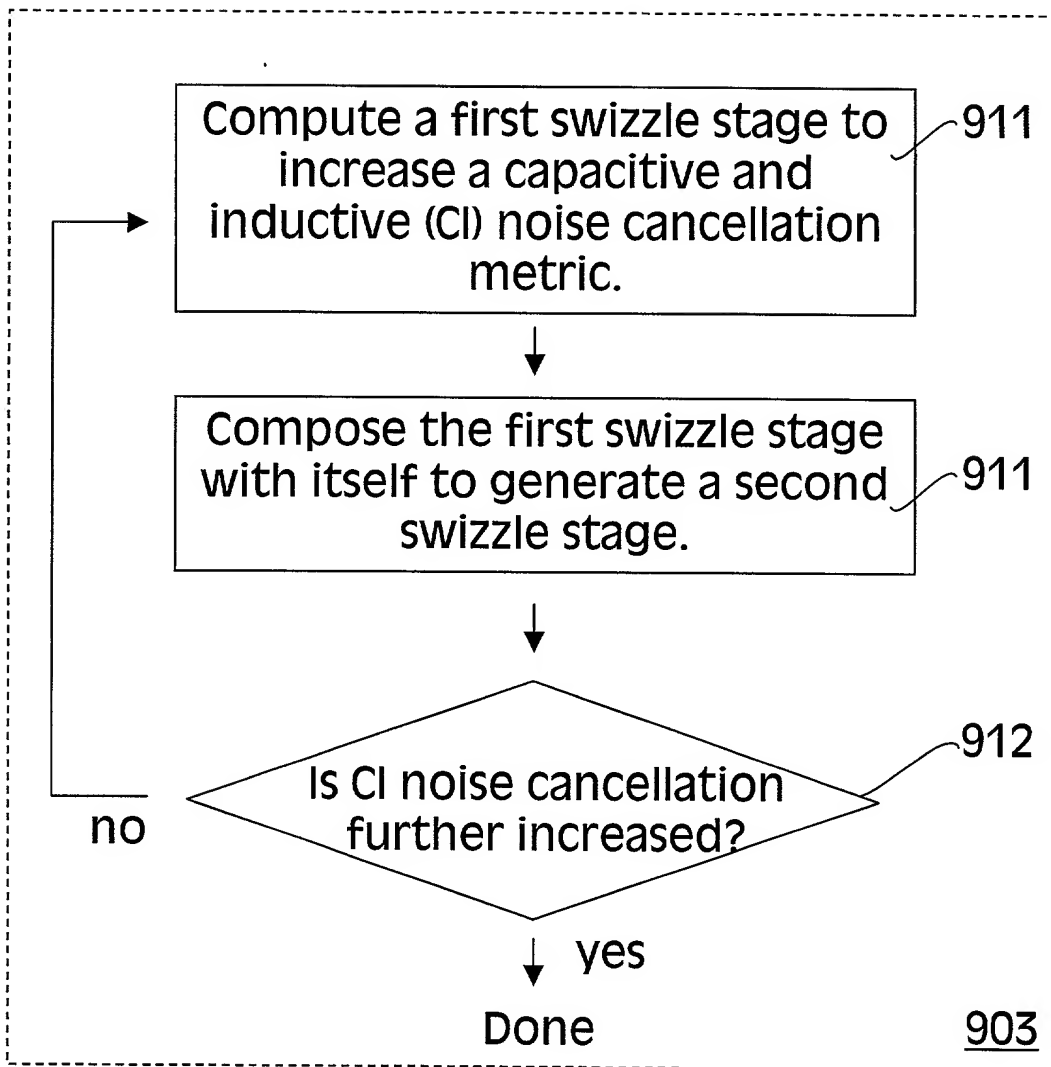 Compute a first swizzle stage to
increase a capacitive and
inductive (CI) noise cancellation
metric.
911
Compose the first swizzle stage
with itself to generate a second
swizzle stage.
911
Is CI noise cancellation
further increased?
912
no
yes
Done
903